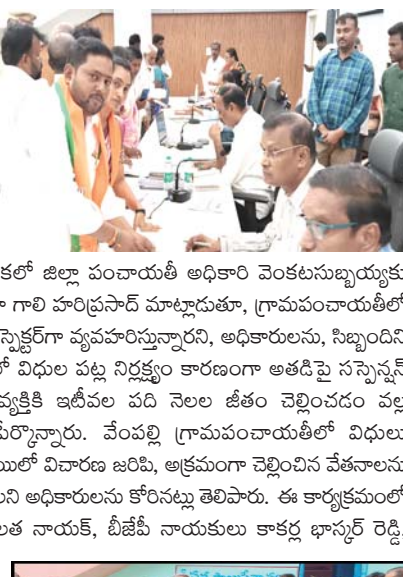 కలో జిల్లా పంచాయతీ అధికారి వెంకటసుబ్బయ్యకు
గాలి హరిప్రసాద్ మాట్లాడుతూ, గ్రామపంచాయతీలో
స్పెక్టర్‌గా వ్యవహరిస్తున్నారని, అధికారులను, సిబ్బందిని
విధుల పట్ల నిర్లక్ష్యం కారణంగా అతడిపై సస్పెన్షన్
వ్యక్తికి ఇటీవల పది నెలల జీతం చెల్లించడం వల్ల
పేర్కొన్నారు. వేంపల్లి గ్రామపంచాయతీలో విధులు
యిలో విచారణ జరిపి, అక్రమంగా చెల్లించిన వేతనాలను
లని అధికారులను కోరినట్లు తెలిపారు. ఈ కార్యక్రమంలో
లత నాయక్, బీజేపీ నాయకులు కాకర్ల భాస్కర్ రెడ్డి,